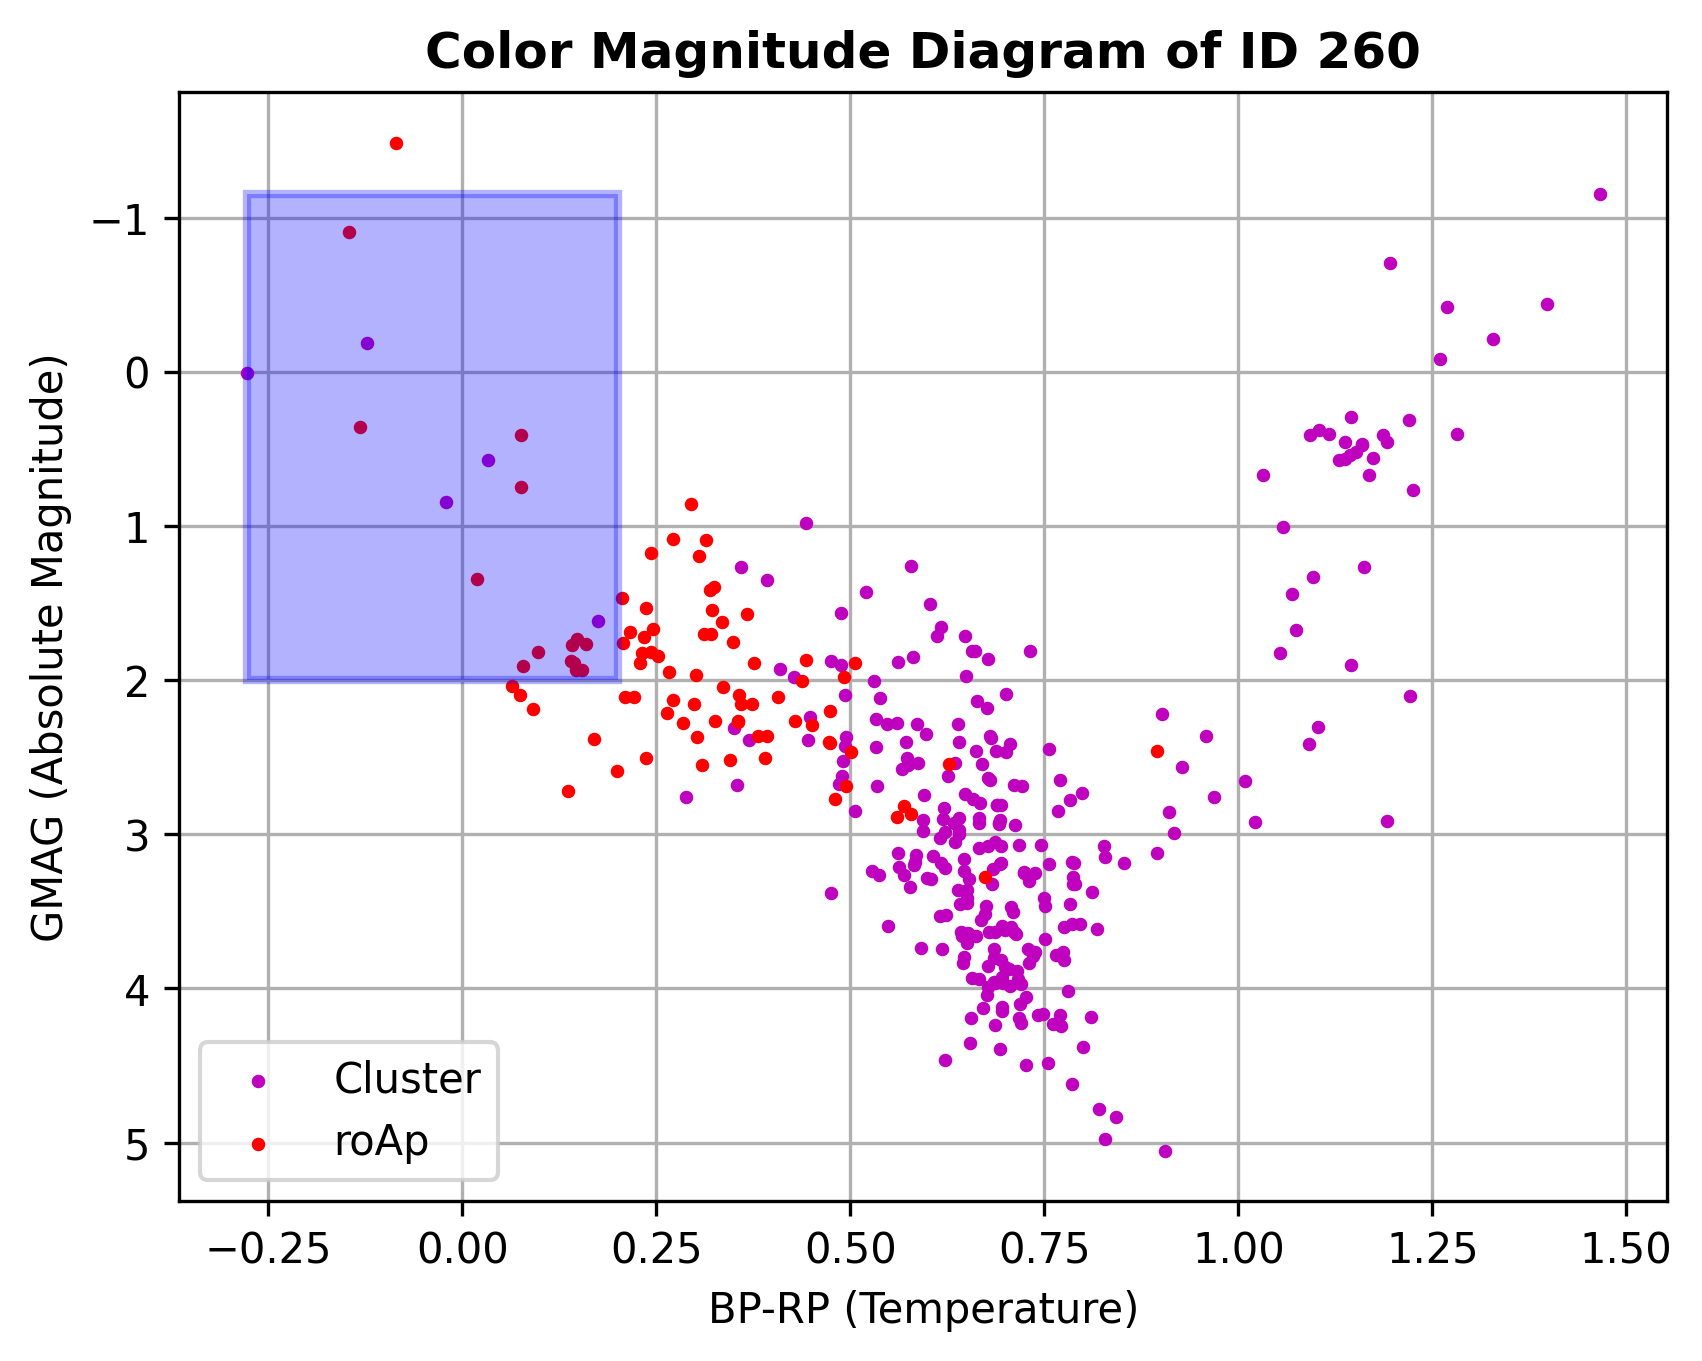 Color Magnitude Diagram of ID 260
GMAG (Absolute Magnitude)
−1
0
1
2
3
4
5
Cluster
roAp
−0.25 0.00 0.25 0.50 0.75 1.00 1.25 1.50
BP-RP (Temperature)